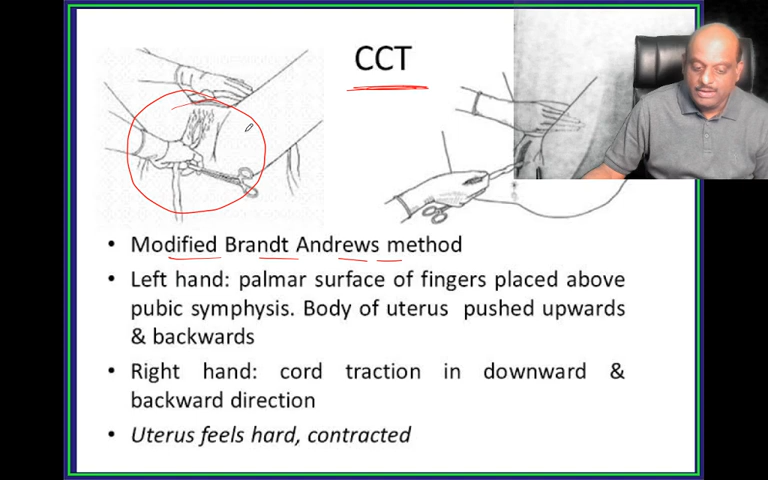 CCT
• Modified Brandt Andrews method
• Left hand: palmar surface of fingers placed above
pubic symphysis. Body of uterus pushed upwards
& backwards
• Right hand: cord traction in downward &
backward direction
• Uterus feels hard, contracted